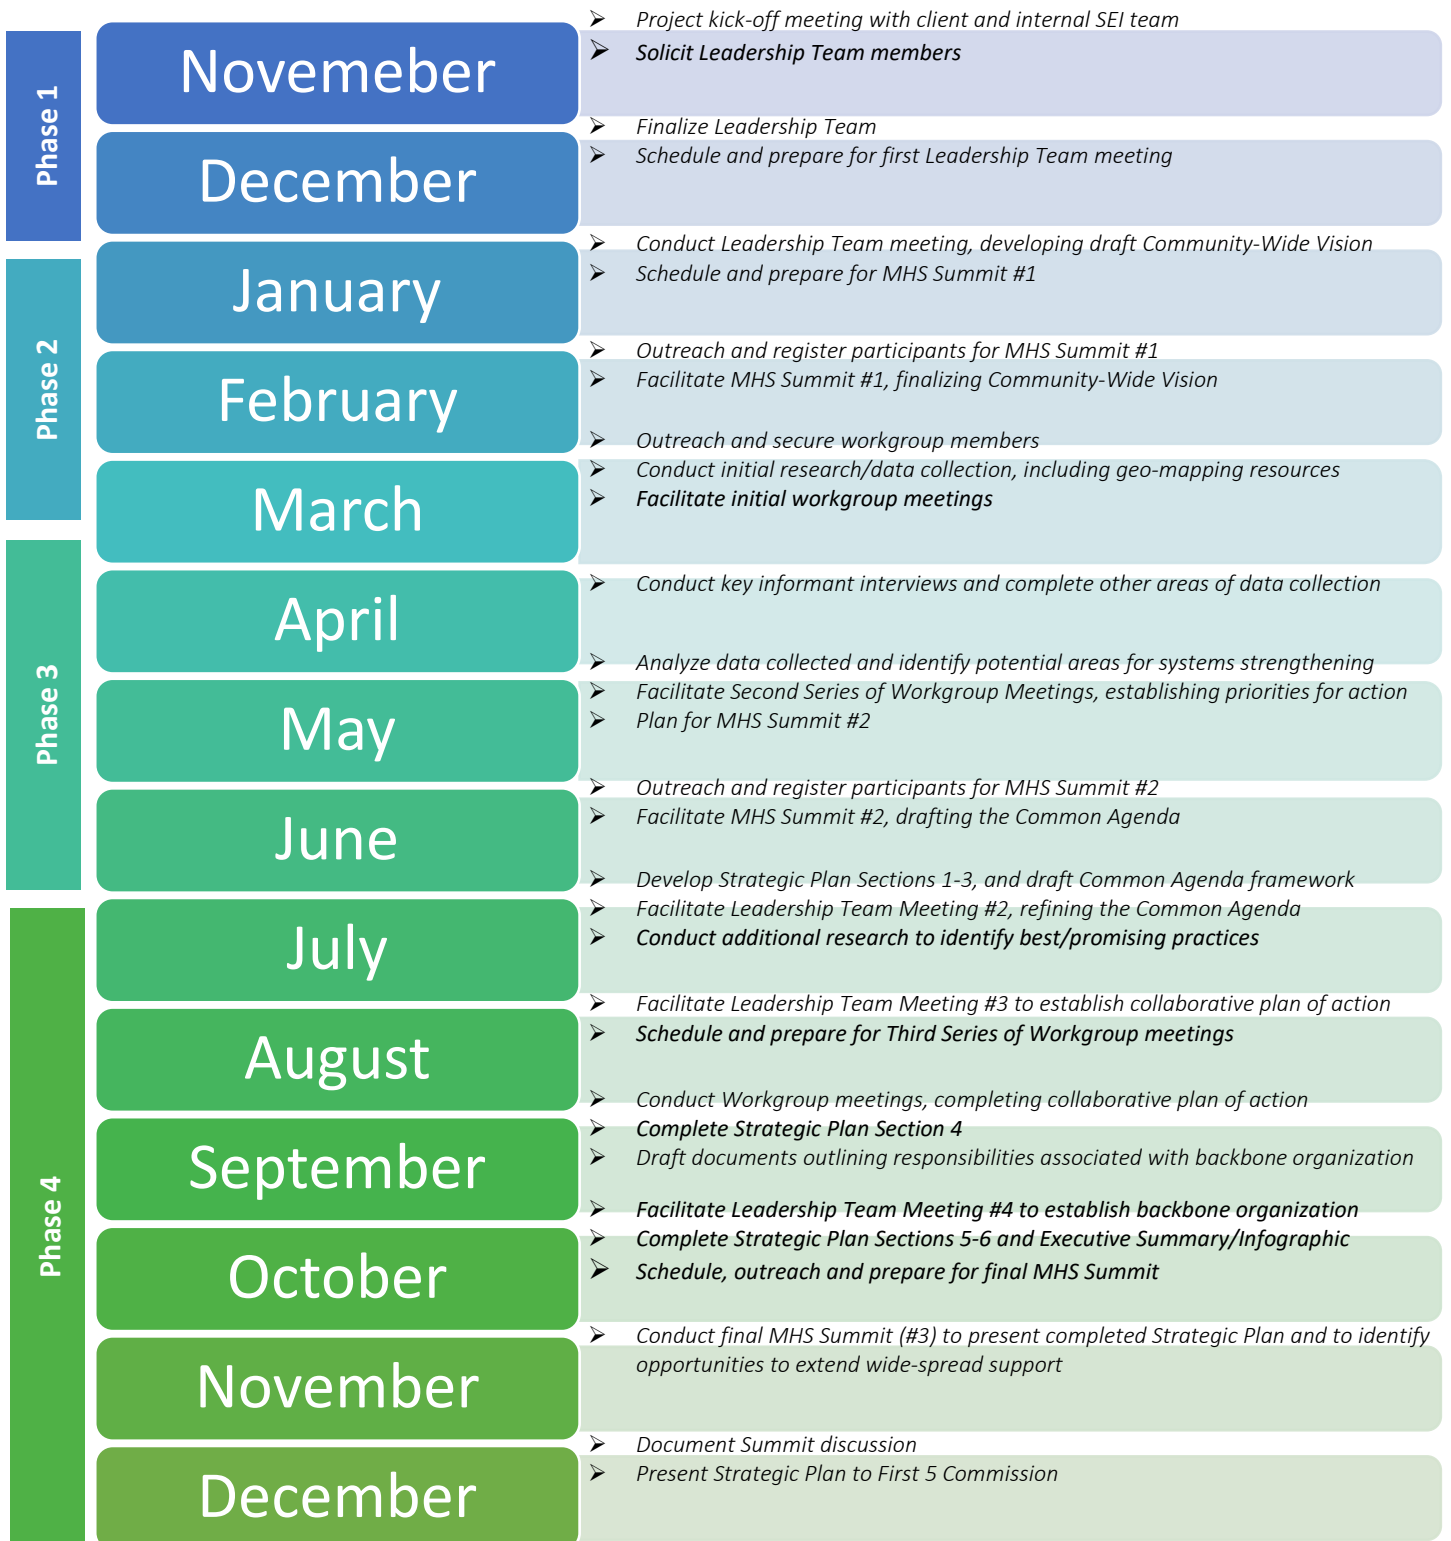 Phase 1
Novemeber
➢ Project kick-off meeting with client and internal SEI team
➢ Solicit Leadership Team members
December
➢ Finalize Leadership Team
➢ Schedule and prepare for first Leadership Team meeting
Phase 2
January
➢ Conduct Leadership Team meeting, developing draft Community-Wide Vision
➢ Schedule and prepare for MHS Summit #1
February
➢ Outreach and register participants for MHS Summit #1
➢ Facilitate MHS Summit #1, finalizing Community-Wide Vision
March
➢ Outreach and secure workgroup members
➢ Conduct initial research/data collection, including geo-mapping resources
➢ Facilitate initial workgroup meetings
Phase 3
April
➢ Conduct key informant interviews and complete other areas of data collection
May
➢ Analyze data collected and identify potential areas for systems strengthening
➢ Facilitate Second Series of Workgroup Meetings, establishing priorities for action
➢ Plan for MHS Summit #2
June
➢ Outreach and register participants for MHS Summit #2
➢ Facilitate MHS Summit #2, drafting the Common Agenda
Phase 4
July
➢ Develop Strategic Plan Sections 1-3, and draft Common Agenda framework
➢ Facilitate Leadership Team Meeting #2, refining the Common Agenda
➢ Conduct additional research to identify best/promising practices
August
➢ Facilitate Leadership Team Meeting #3 to establish collaborative plan of action
➢ Schedule and prepare for Third Series of Workgroup meetings
September
➢ Conduct Workgroup meetings, completing collaborative plan of action
➢ Complete Strategic Plan Section 4
➢ Draft documents outlining responsibilities associated with backbone organization
October
➢ Facilitate Leadership Team Meeting #4 to establish backbone organization
➢ Complete Strategic Plan Sections 5-6 and Executive Summary/Infographic
➢ Schedule, outreach and prepare for final MHS Summit
November
➢ Conduct final MHS Summit (#3) to present completed Strategic Plan and to identify
opportunities to extend wide-spread support
December
➢ Document Summit discussion
➢ Present Strategic Plan to First 5 Commission